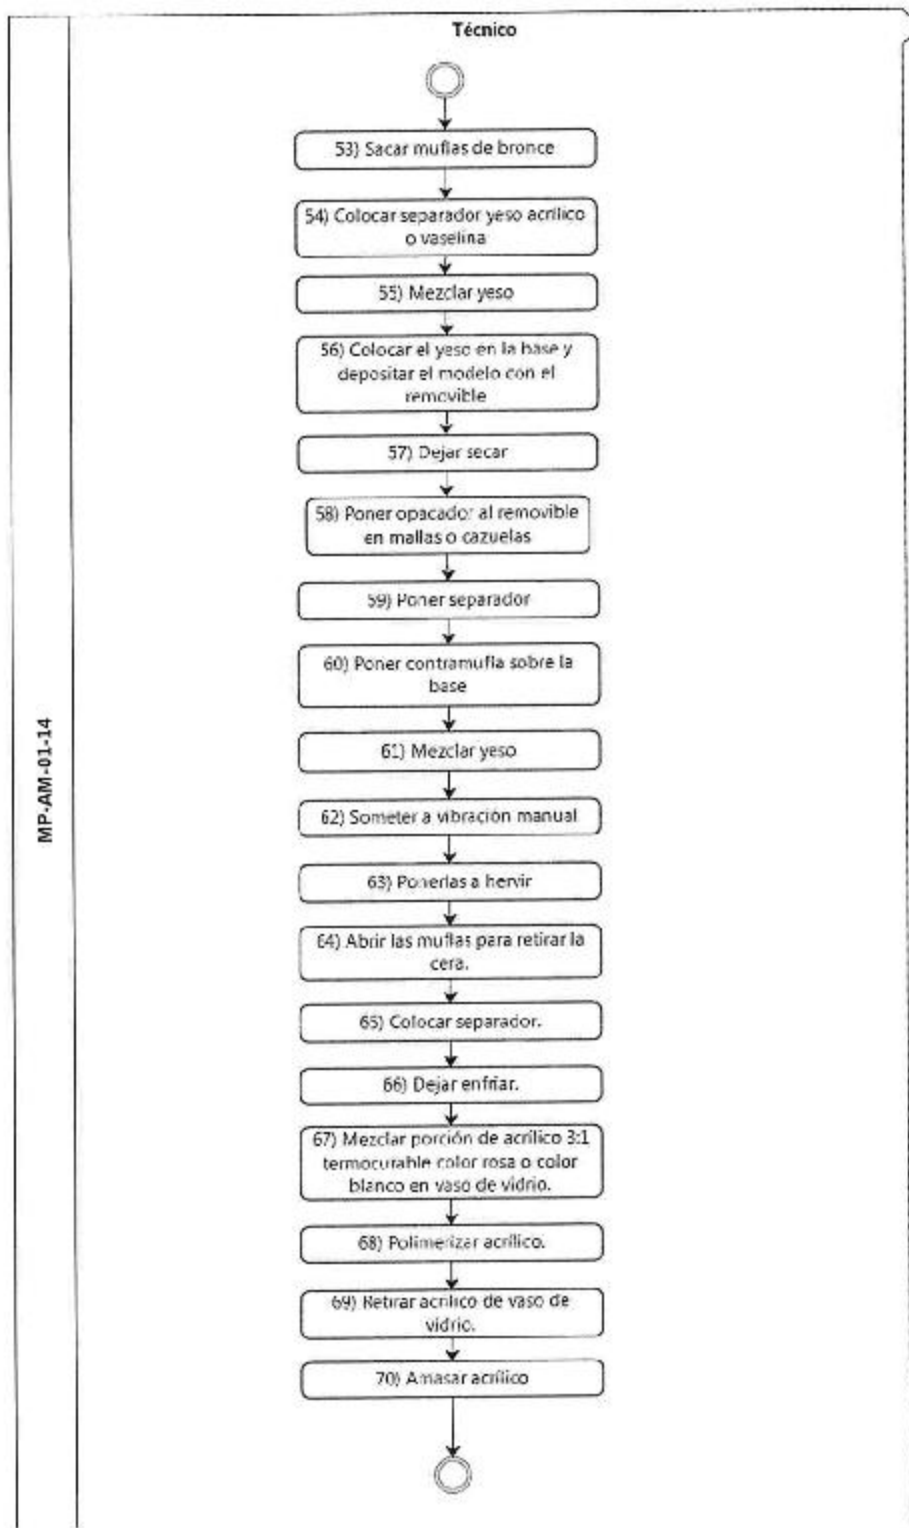 Técnico
53) Sacar muflas de bronce
54) Colocar separador yeso acrílico
o vaselina
55) Mezclar yeso
56) Colocar el yeso en la base y
depositar el modelo con el
removible
57) Dejar secar
58) Poner opacador al removible
en mallas o cazuelas
59) Poner separador
60) Poner contramufla sobre la
base
61) Mezclar yeso
62) Someter a vibración manual
63) Ponerlas a hervir
64) Abrir las muflas para retirar la
cera.
65) Colocar separador.
66) Dejar enfriar.
67) Mezclar porción de acrílico 3:1
termocurable color rosa o color
blanco en vaso de vidrio.
68) Polimerizar acrílico.
69) Retirar acrílico de vaso de
vidrio.
70) Amasar acrílico
MP-AM-01-14